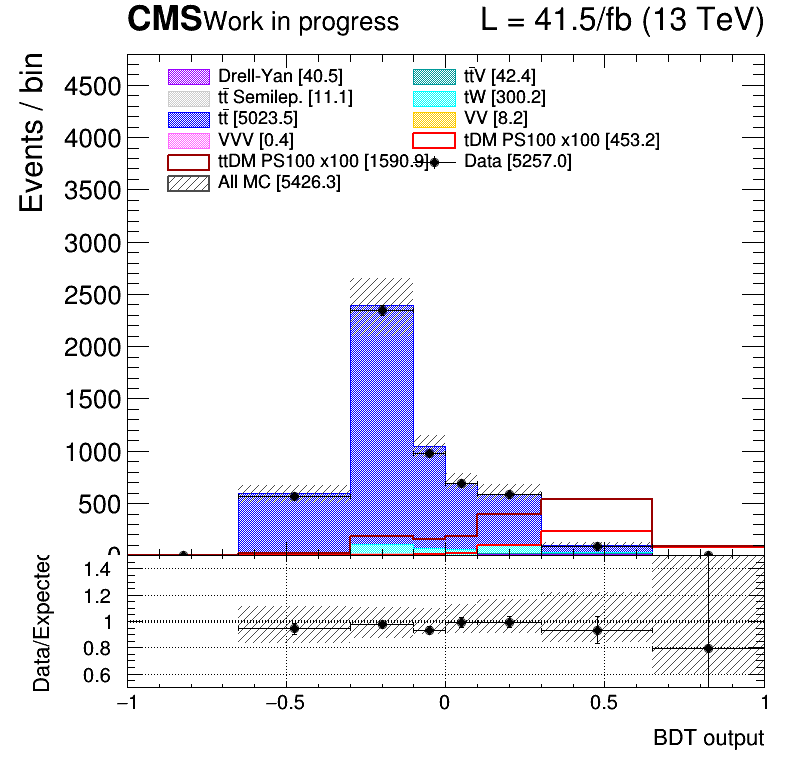 CMS Work in progress L = 41.5/fb (13 TeV)
Events / bin
4500
4000
3500
3000
2500
2000
1500
1000
500
0
Drell-Yan [40.5] tt̄V [42.4]
tt̄ Semilep. [11.1] tW [300.2]
tt̄ [5023.5] VV [8.2]
VVV [0.4] tDM PS100 x100 [453.2]
ttDM PS100 x100 [1590.9] Data [5257.0]
All MC [5426.3]
Data/Expected
1.4
1.2
1
0.8
0.6
−1 −0.5 0 0.5 1
BDT output